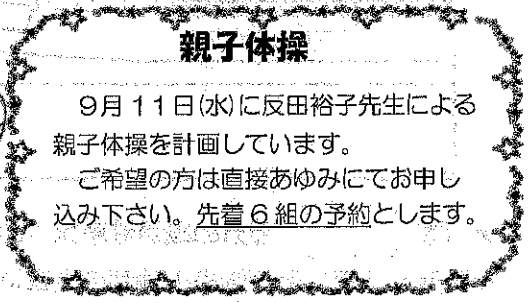 親子体操
９月１１日(水)に反田裕子先生による
親子体操を計画しています。
ご希望の方は直接あゆみにてお申し
込み下さい。先着６組の予約とします。